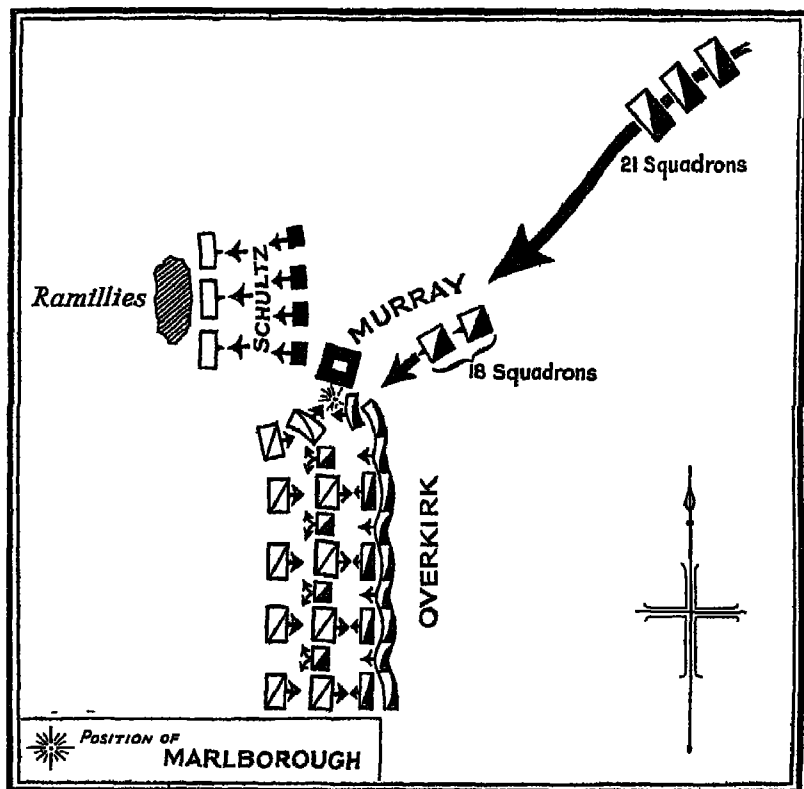 21 Squadrons
Ramillies
SCHULTZ
MURRAY
18 Squadrons
OVERKIRK
POSITION OF
MARLBOROUGH